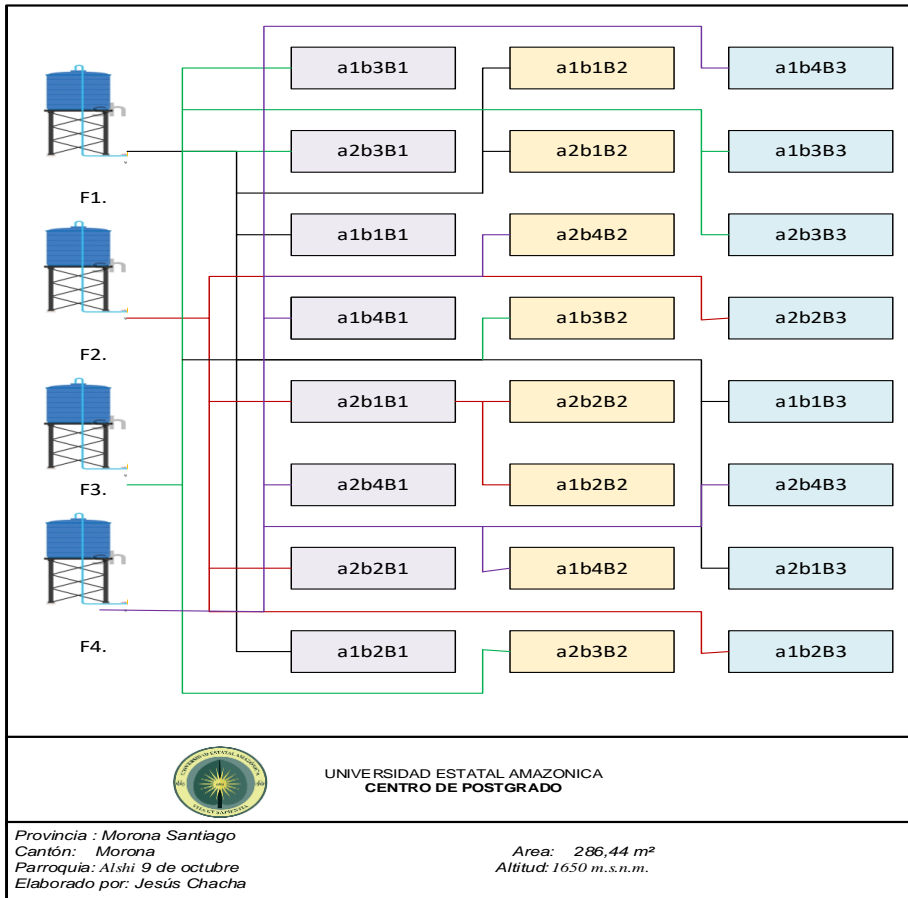 a1b3B1 a1b1B2 a1b4B3
a2b3B1 a2b1B2 a1b3B3
F1.
a1b1B1 a2b4B2 a2b3B3
a1b4B1 a1b3B2 a2b2B3
F2.
a2b1B1 a2b2B2 a1b1B3
a2b4B1 a1b2B2 a2b4B3
F3.
a2b2B1 a1b4B2 a2b1B3
F4.
a1b2B1 a2b3B2 a1b2B3
UNIVERSIDAD ESTATAL AMAZONICA
CENTRO DE POSTGRADO
Provincia : Morona Santiago
Cantón: Morona Area: 286,44 m²
Parroquia: Alshi 9 de octubre Altitud: 1650 m.s.n.m.
Elaborado por: Jesús Chacha